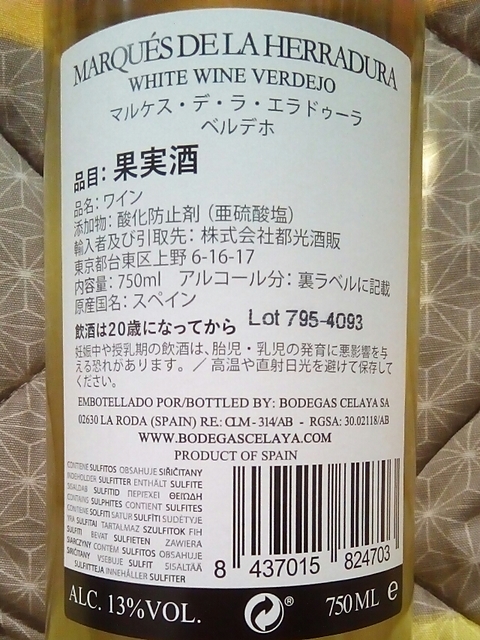 MARQUÉS DE LA HERRADURA
WHITE WINE VERDEJO
マルケス・デ・ラ・エラドゥーラ
ベルデホ
品目: 果実酒
品名: ワイン
添加物: 酸化防止剤 (亜硫酸塩)
輸入者及び引取先: 株式会社都光酒販
東京都台東区上野 6-16-17
内容量: 750ml アルコール分: 裏ラベルに記載
原産国名: スペイン
飲酒は20歳になってから Lot 795-4093
妊娠中や授乳期の飲酒は、胎児・乳児の発育に悪影響を与
える恐れがあります。/高温や直射日光を避けて保存して
ください。
EMBOTELLADO POR/BOTTLED BY: BODEGAS CELAYA SA
02630 LA RODA (SPAIN) RE: CLM-314/AB - RGSA: 30.02118/AB
WWW.BODEGASCELAYA.COM
PRODUCT OF SPAIN
CONTIENE SULFITOS OBSAHUJE SIŘIČITANY
INDEHOLDER SULFITTER ENTHÄLT SULFITE
SULFITID ΠΕΡΙΕΧΕΙ ΘΕΙΩΔΗ
CONTAINS SULPHITES CONTIENT SULFITES
CONTIENE SOLFITI SATUR SULFĪTI SUDĖTYJE
YRA SULFITAI TARTALMAZ SZULFITOK FIH
SULFITI BEVAT SULFIETEN ZAWIERA
SIARCZYNY CONTÉM SULFITOS OBSAHUJE
SIRIČITANY VSEBUJE SULFIT SISÄLTÄÄ
SULFIITTEJA INNEHÅLLER SULFITER
8 437015 824703
ALC. 13%VOL. ® 750 ML e